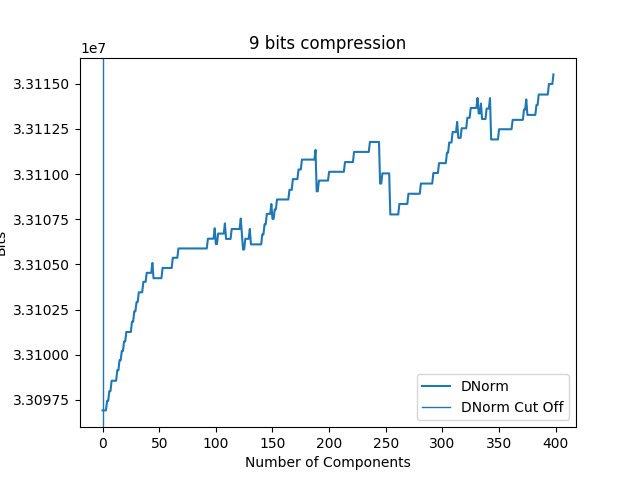 9 bits compression
1e7
3.31150
3.31125
3.31100
3.31075
3.31050
3.31025
3.31000
3.30975
Bits
0 50 100 150 200 250 300 350 400
Number of Components
DNorm
DNorm Cut Off